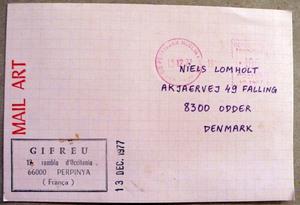 MAIL ART
NIELS LOMHOLT
AKJAERVEJ 49 FALLING
8300 ODDER
DENMARK
GIFREU
rambla d'Occitania
66000 PERPINYA
( França )
13 DEC. 1977